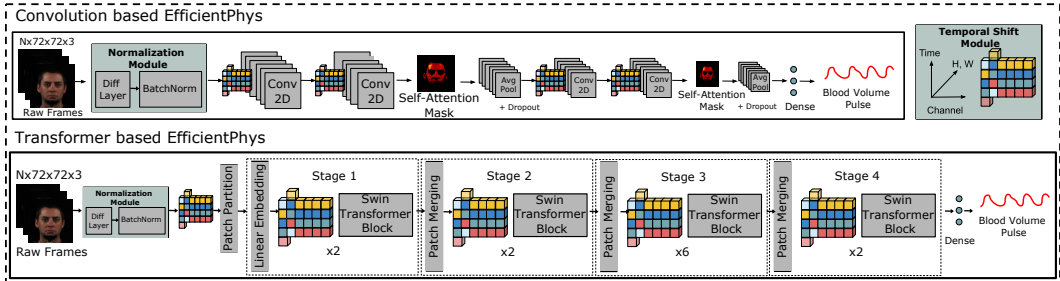 Convolution based EfficientPhys
Nx72x72x3
Raw Frames
Normalization
Module
Diff
Layer
BatchNorm
Conv
2D
Conv
2D
Self-Attention
Mask
Avg
Pool
+ Dropout
Conv
2D
Conv
2D
Self-Attention
Mask
Avg
Pool
+ Dropout
Dense
Blood Volume
Pulse
Temporal Shift
Module
Time
H, W
Channel
Transformer based EfficientPhys
Nx72x72x3
Raw Frames
Normalization
Module
Diff
Layer
BatchNorm
Patch Partition
Linear Embedding
Stage 1
Swin
Transformer
Block
x2
Patch Merging
Stage 2
Swin
Transformer
Block
x2
Patch Merging
Stage 3
Swin
Transformer
Block
x6
Patch Merging
Stage 4
Swin
Transformer
Block
x2
Dense
Blood Volume
Pulse